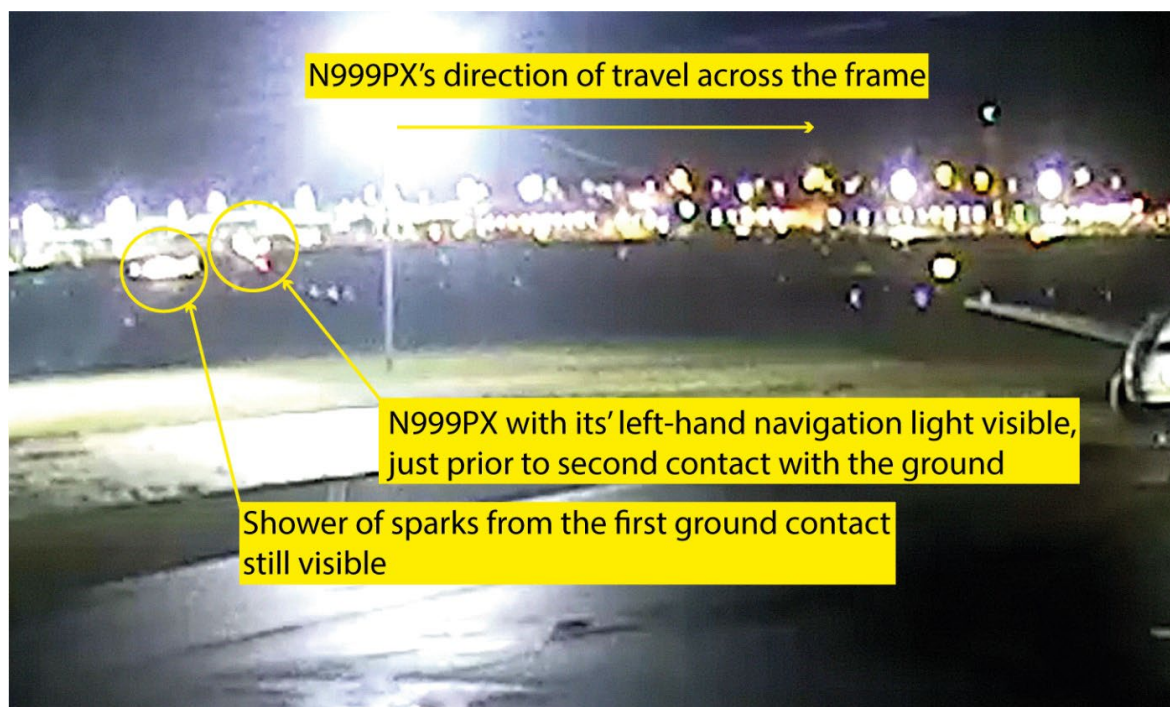 N999PX’s direction of travel across the frame
N999PX with its’ left-hand navigation light visible,
just prior to second contact with the ground
Shower of sparks from the first ground contact
still visible